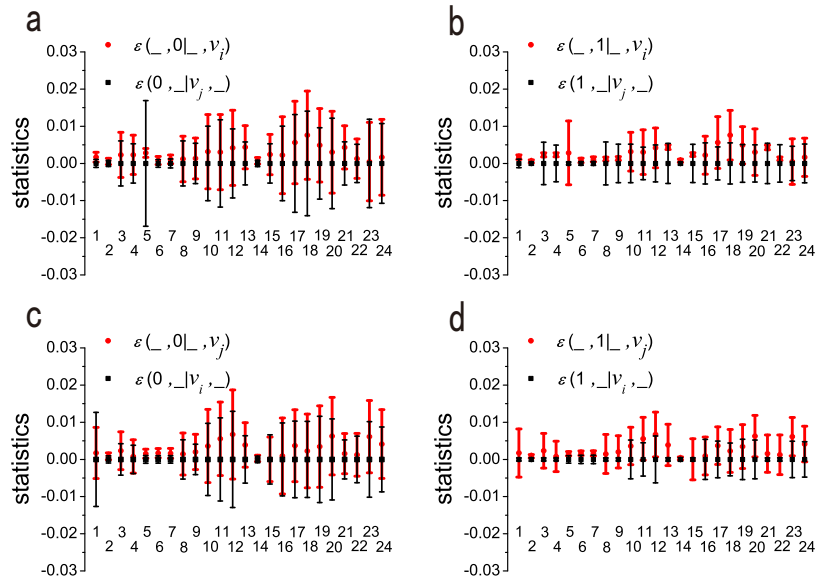 a
0.03
0.02
0.01
0.00
-0.01
-0.02
-0.03
statistics
ε(_ ,0|_ ,v_i)
ε(0 ,_|v_j ,_)
1 3 5 7 9 11 13 15 17 19 21 23
2 4 6 8 10 12 14 16 18 20 22 24
b
0.03
0.02
0.01
0.00
-0.01
-0.02
-0.03
statistics
ε(_ ,1|_ ,v_i)
ε(1 ,_|v_j ,_)
1 3 5 7 9 11 13 15 17 19 21 23
2 4 6 8 10 12 14 16 18 20 22 24
c
0.03
0.02
0.01
0.00
-0.01
-0.02
-0.03
statistics
ε(_ ,0|_ ,v_j)
ε(0 ,_|v_i ,_)
1 3 5 7 9 11 13 15 17 19 21 23
2 4 6 8 10 12 14 16 18 20 22 24
d
0.03
0.02
0.01
0.00
-0.01
-0.02
-0.03
statistics
ε(_ ,1|_ ,v_j)
ε(1 ,_|v_i ,_)
1 3 5 7 9 11 13 15 17 19 21 23
2 4 6 8 10 12 14 16 18 20 22 24